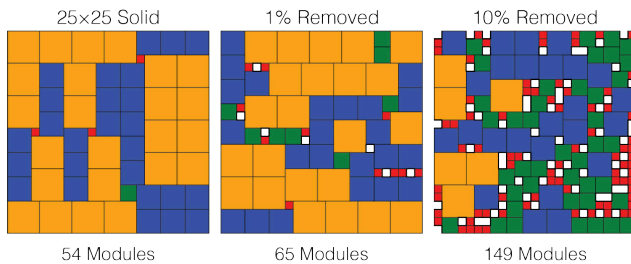 25×25 Solid
1% Removed
10% Removed
54 Modules
65 Modules
149 Modules